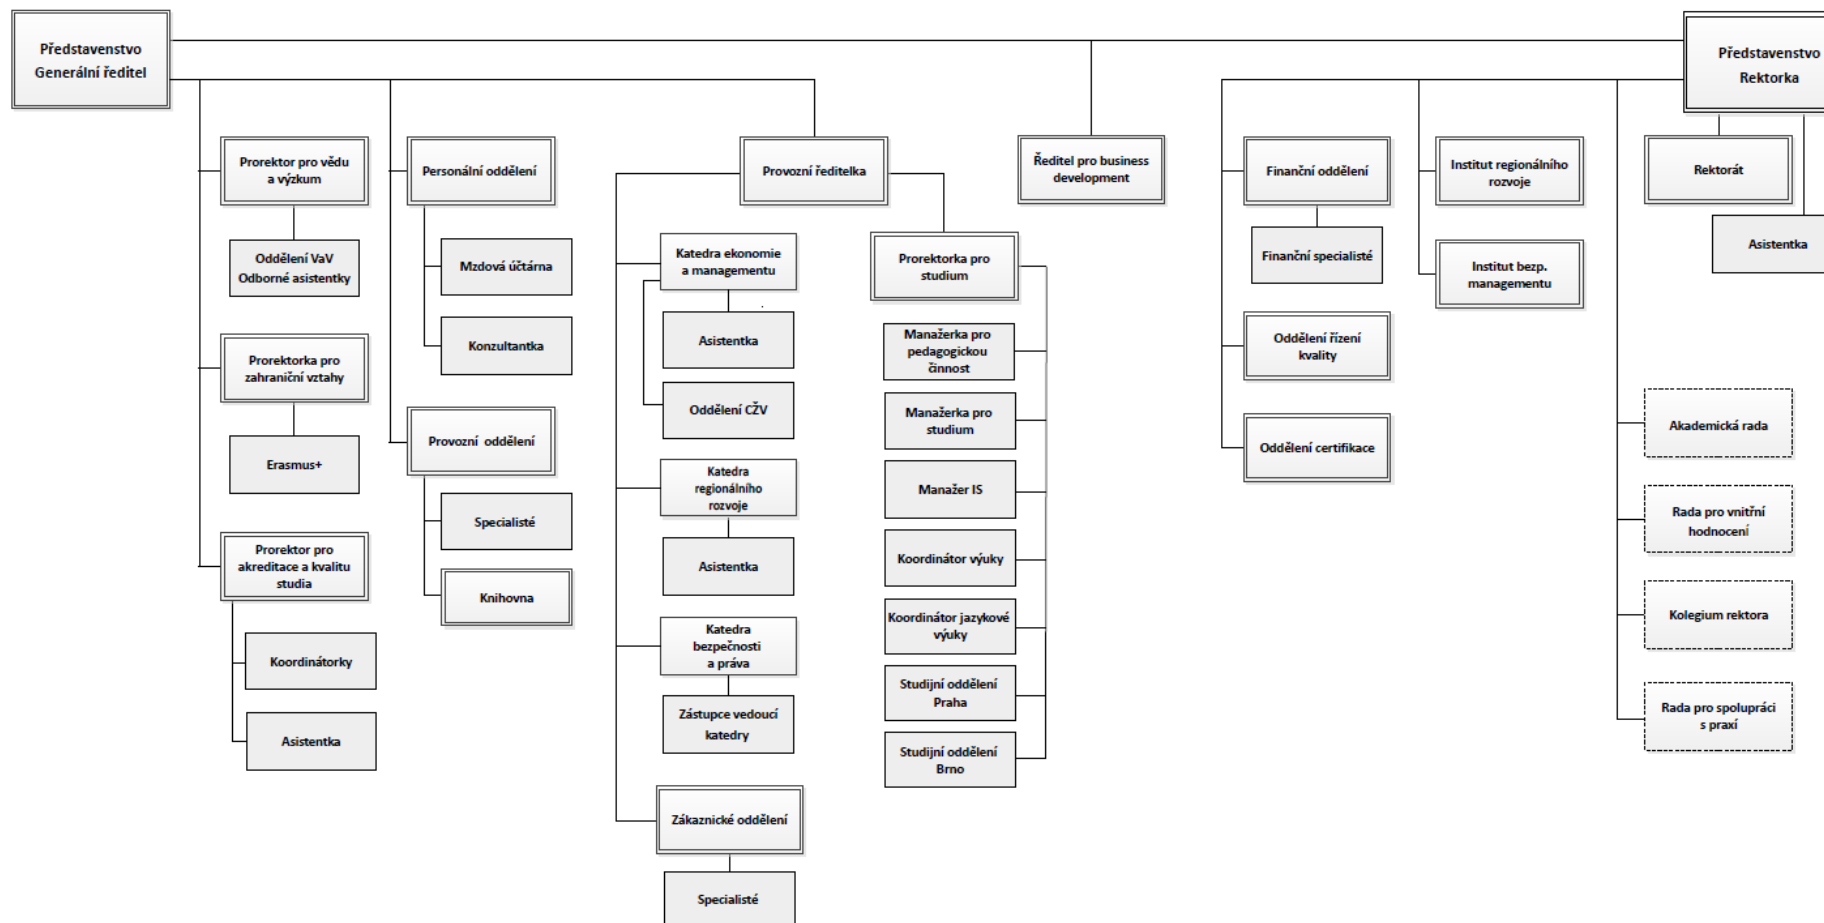 Představenstvo
Generální ředitel
Představenstvo
Rektorka
Prorektor pro vědu
a výzkum
Oddělení VaV
Odborné asistentky
Prorektorka pro
zahraniční vztahy
Erasmus+
Prorektor pro
akreditace a kvalitu
studia
Koordinátorky
Asistentka
Personální oddělení
Mzdová účtárna
Konzultantka
Provozní oddělení
Specialisté
Knihovna
Provozní ředitelka
Katedra ekonomie
a managementu
Asistentka
Oddělení CŽV
Katedra
regionálního
rozvoje
Asistentka
Katedra
bezpečnosti
a práva
Zástupce vedoucí
katedry
Zákaznické oddělení
Specialisté
Prorektorka pro
studium
Manažerka pro
pedagogickou
činnost
Manažerka pro
studium
Manažer IS
Koordinátor výuky
Koordinátor jazykové
výuky
Studijní oddělení
Praha
Studijní oddělení
Brno
Ředitel pro business
development
Finanční oddělení
Finanční specialisté
Oddělení řízení
kvality
Oddělení certifikace
Institut regionálního
rozvoje
Institut bezp.
managementu
Rektorát
Asistentka
Akademická rada
Rada pro vnitřní
hodnocení
Kolegium rektora
Rada pro spolupráci
s praxí